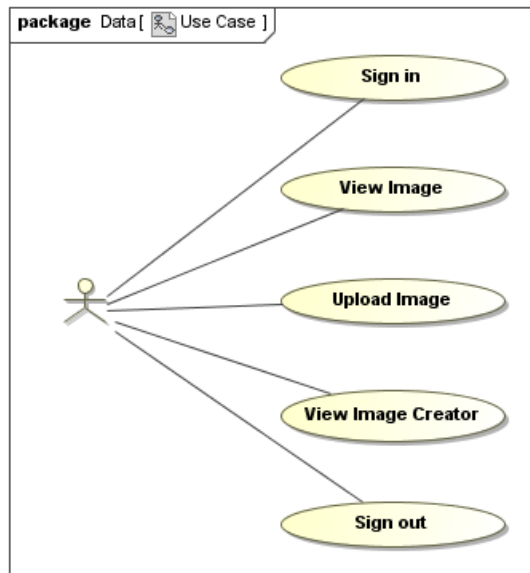 package Data [ Use Case ]
Sign in
View Image
Upload Image
View Image Creator
Sign out